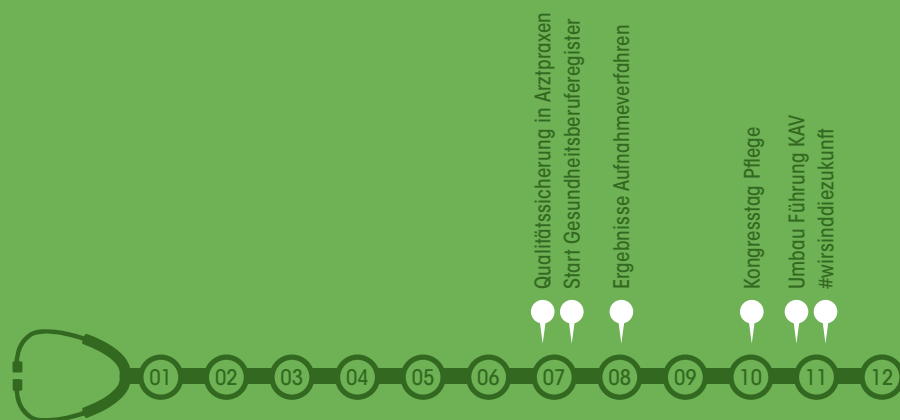 Qualitätssicherung in Arztpraxen
Start Gesundheitsberuferegister
Ergebnisse Aufnahmeverfahren
Kongresstag Pflege
Umbau Führung KAV
#wirsinddiezukunft
01 02 03 04 05 06 07 08 09 10 11 12